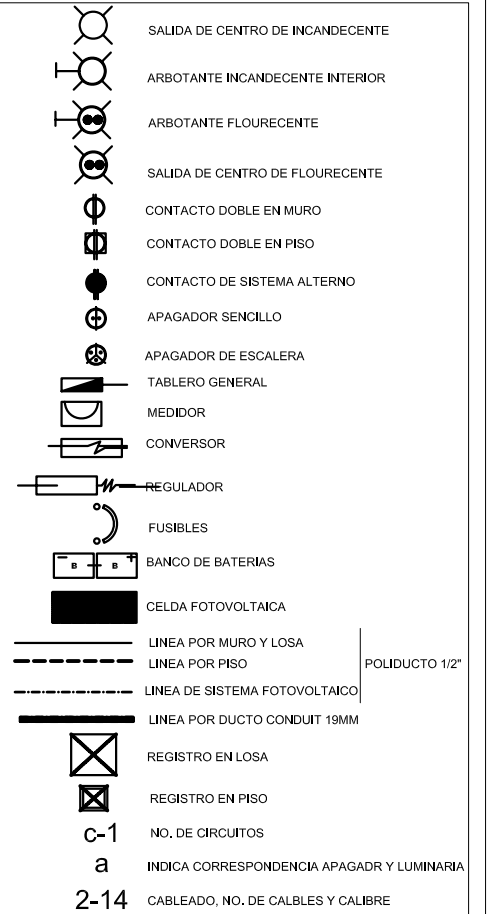 SALIDA DE CENTRO DE INCANDECENTE
ARBOTANTE INCANDECENTE INTERIOR
ARBOTANTE FLOURECENTE
SALIDA DE CENTRO DE FLOURECENTE
CONTACTO DOBLE EN MURO
CONTACTO DOBLE EN PISO
CONTACTO DE SISTEMA ALTERNO
APAGADOR SENCILLO
APAGADOR DE ESCALERA
TABLERO GENERAL
MEDIDOR
CONVERSOR
REGULADOR
FUSIBLES
B B BANCO DE BATERIAS
CELDA FOTOVOLTAICA
LINEA POR MURO Y LOSA
LINEA POR PISO POLIDUCTO 1/2"
LINEA DE SISTEMA FOTOVOLTAICO
LINEA POR DUCTO CONDUIT 19MM
REGISTRO EN LOSA
REGISTRO EN PISO
c-1 NO. DE CIRCUITOS
a INDICA CORRESPONDENCIA APAGADR Y LUMINARIA
2-14 CABLEADO, NO. DE CALBLES Y CALIBRE